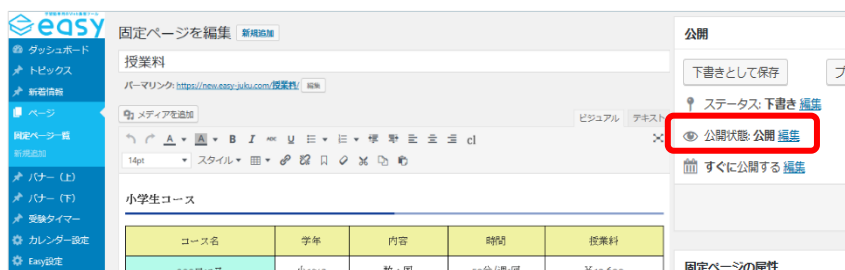 easy
ダッシュボード
トピックス
新着情報
ページ
固定ページ一覧
新規追加
バナー（上）
バナー（下）
受験タイマー
カレンダー設定
Easy設定
固定ページを編集 新規追加
授業料
パーマリンク: https://new.easy-juku.com/授業料/ 編集
メディアを追加
ビジュアル テキスト
14pt スタイル
小学生コース
コース名 学年 内容 時間 授業料
公開
下書きとして保存 プ
ステータス: 下書き 編集
公開状態: 公開 編集
すぐに公開する 編集
固定ページの属性